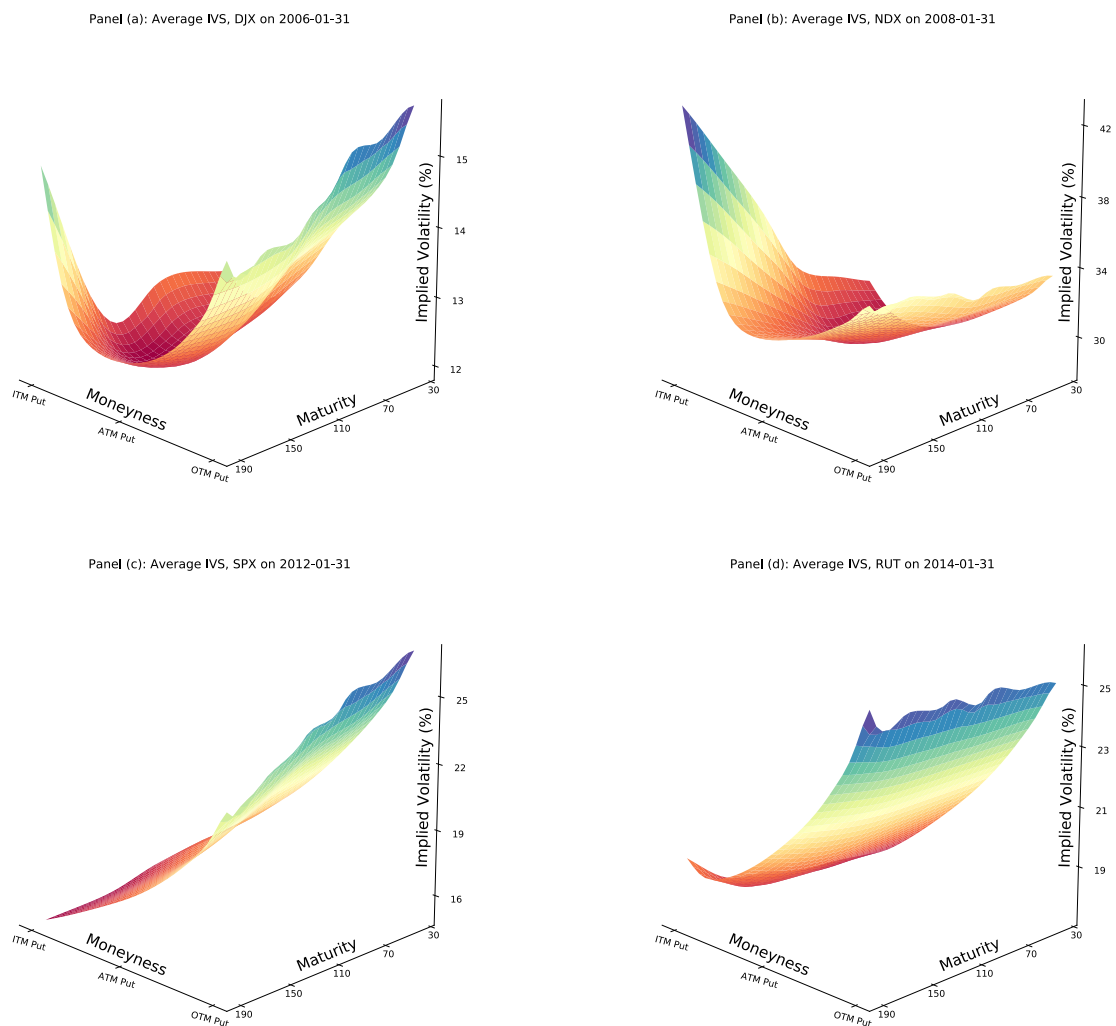 Panel (a): Average IVS, DJX on 2006-01-31
15
14
13
12
Implied Volatility (%)
ITM Put
ATM Put
OTM Put
Moneyness
190
150
110
70
30
Maturity
Panel (b): Average IVS, NDX on 2008-01-31
42
38
34
30
Implied Volatility (%)
ITM Put
ATM Put
OTM Put
Moneyness
190
150
110
70
30
Maturity
Panel (c): Average IVS, SPX on 2012-01-31
25
22
19
16
Implied Volatility (%)
ITM Put
ATM Put
OTM Put
Moneyness
190
150
110
70
30
Maturity
Panel (d): Average IVS, RUT on 2014-01-31
25
23
21
19
Implied Volatility (%)
ITM Put
ATM Put
OTM Put
Moneyness
190
150
110
70
30
Maturity